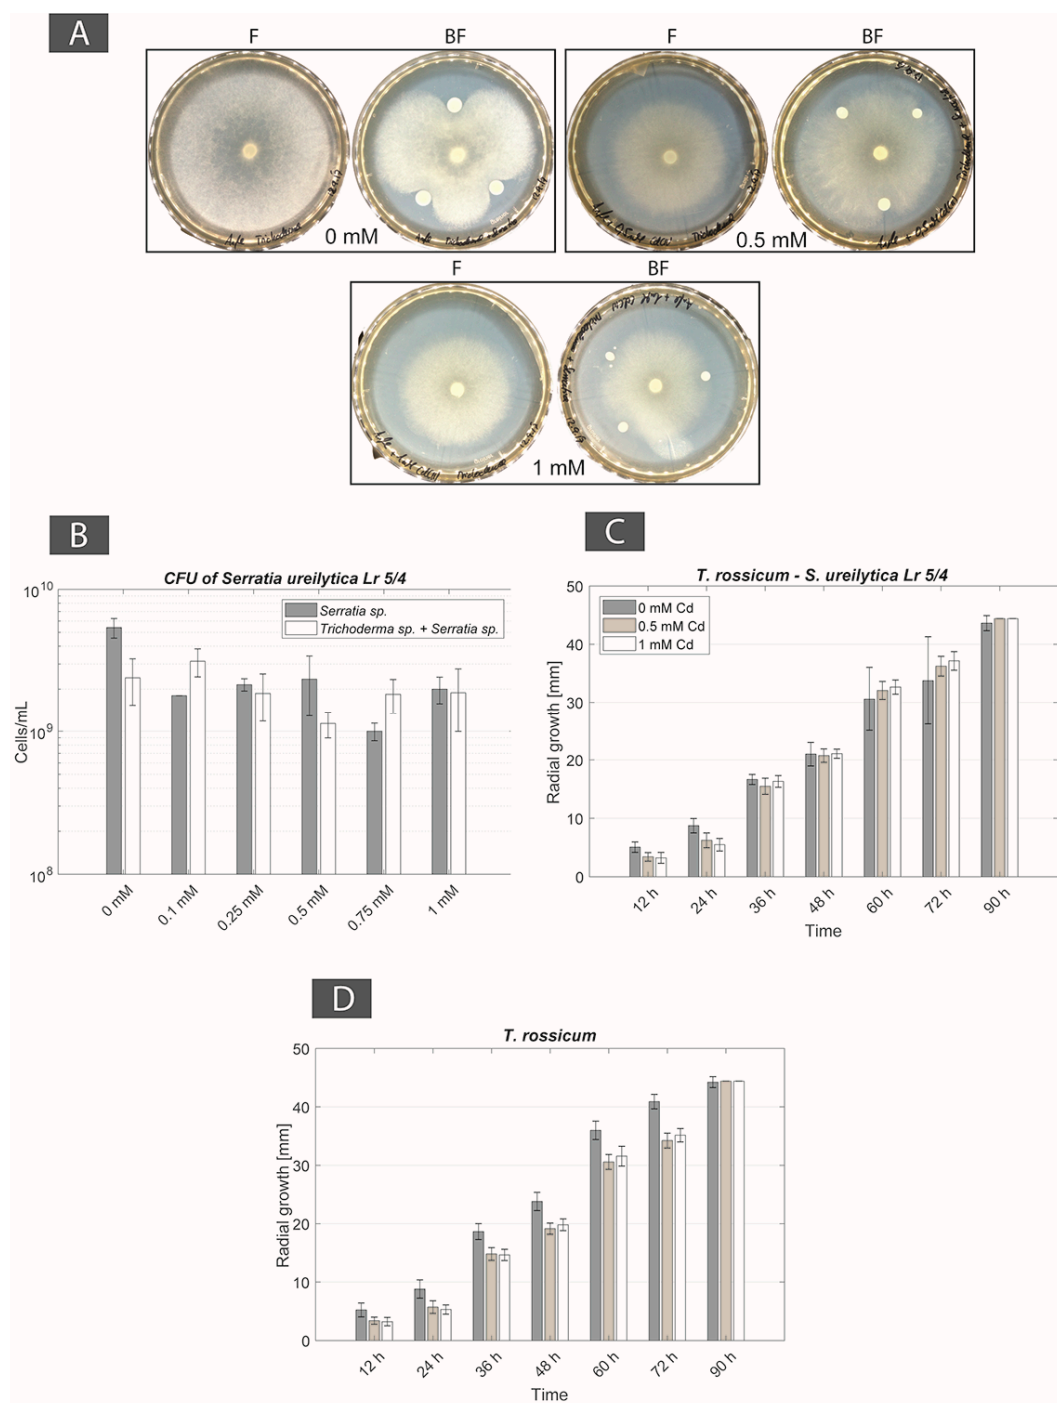 A
F BF F BF
0 mM
0.5 mM
F BF
1 mM
B
CFU of Serratia ureilytica Lr 5/4
Serratia sp.
Trichoderma sp. + Serratia sp.
Cells/mL
10^10
10^9
10^8
0 mM
0.1 mM
0.25 mM
0.5 mM
0.75 mM
1 mM
C
T. rossicum - S. ureilytica Lr 5/4
0 mM Cd
0.5 mM Cd
1 mM Cd
Radial growth [mm]
50
40
30
20
10
0
12 h
24 h
36 h
48 h
60 h
72 h
90 h
Time
D
T. rossicum
Radial growth [mm]
50
40
30
20
10
0
12 h
24 h
36 h
48 h
60 h
72 h
90 h
Time